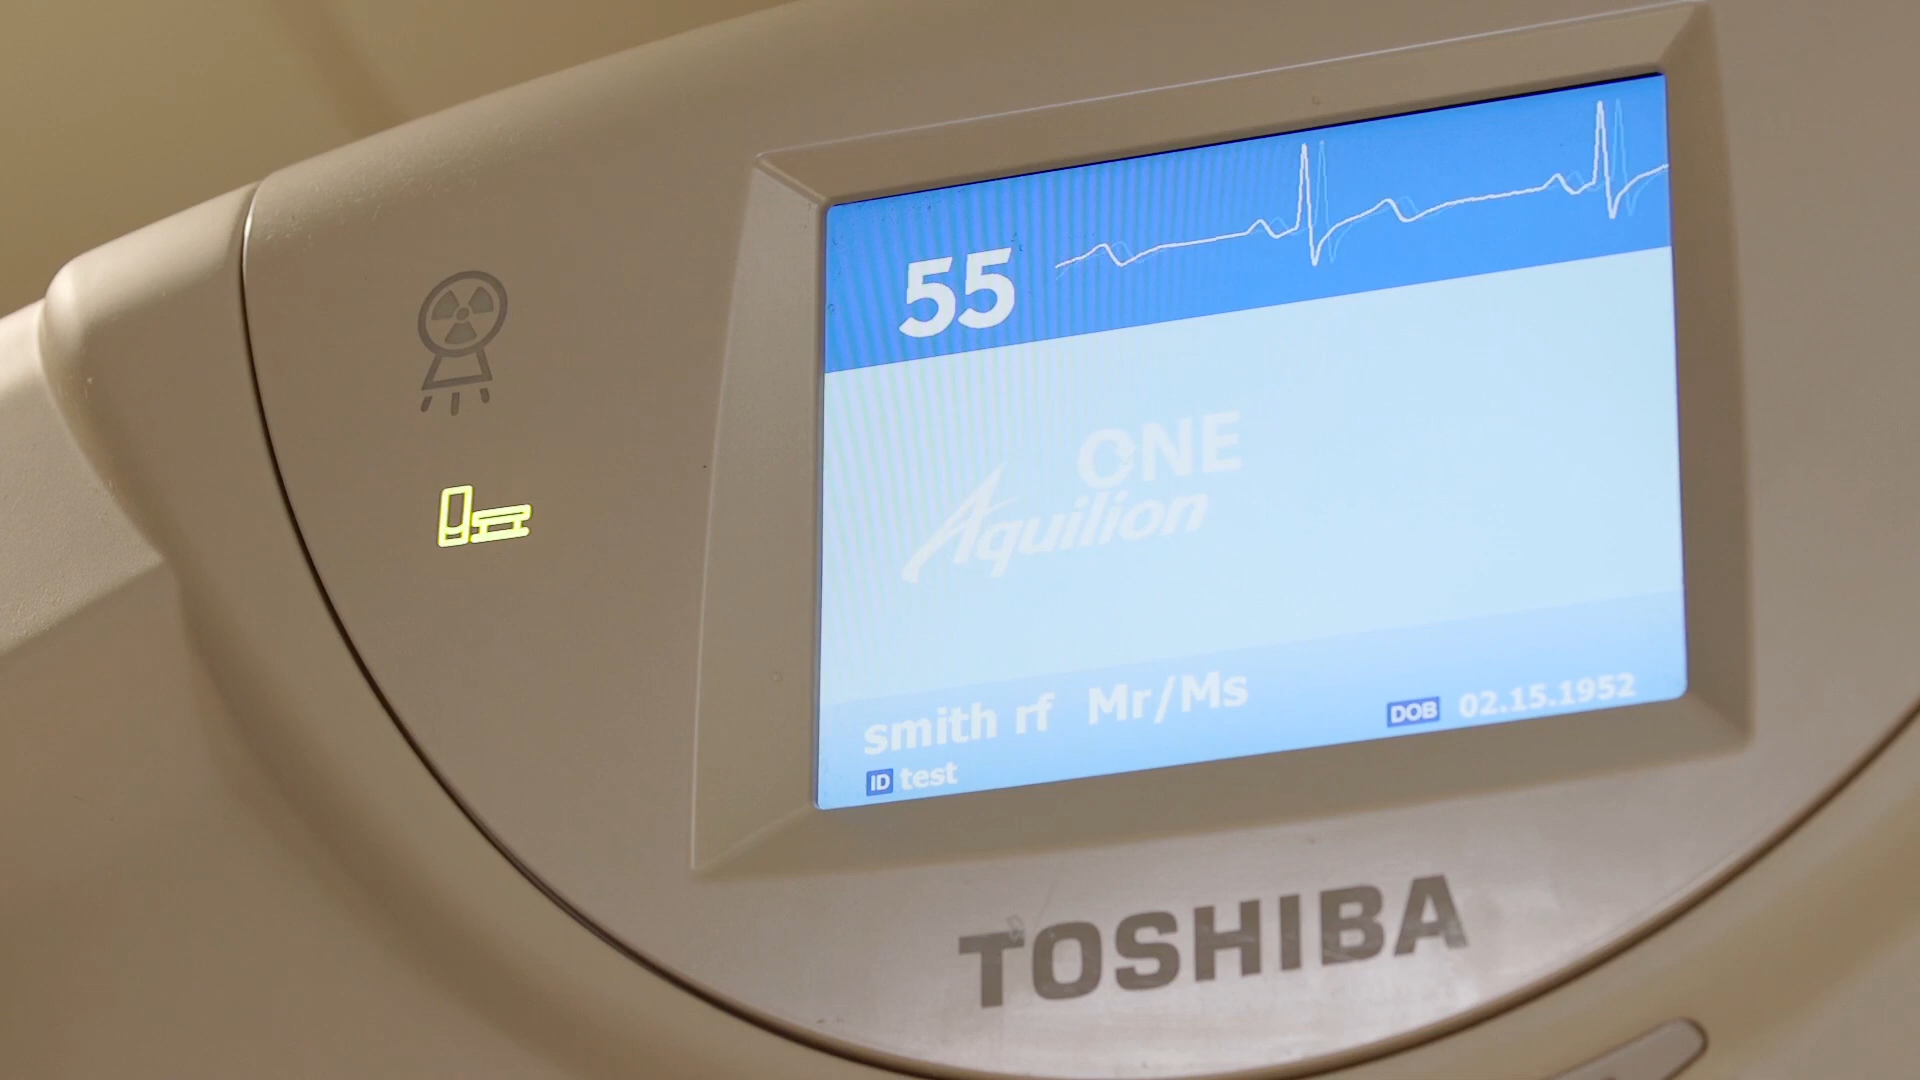 55
ONE
Aquilion
smith rf Mr/Ms
DOB 02.15.1952
ID test
TOSHIBA